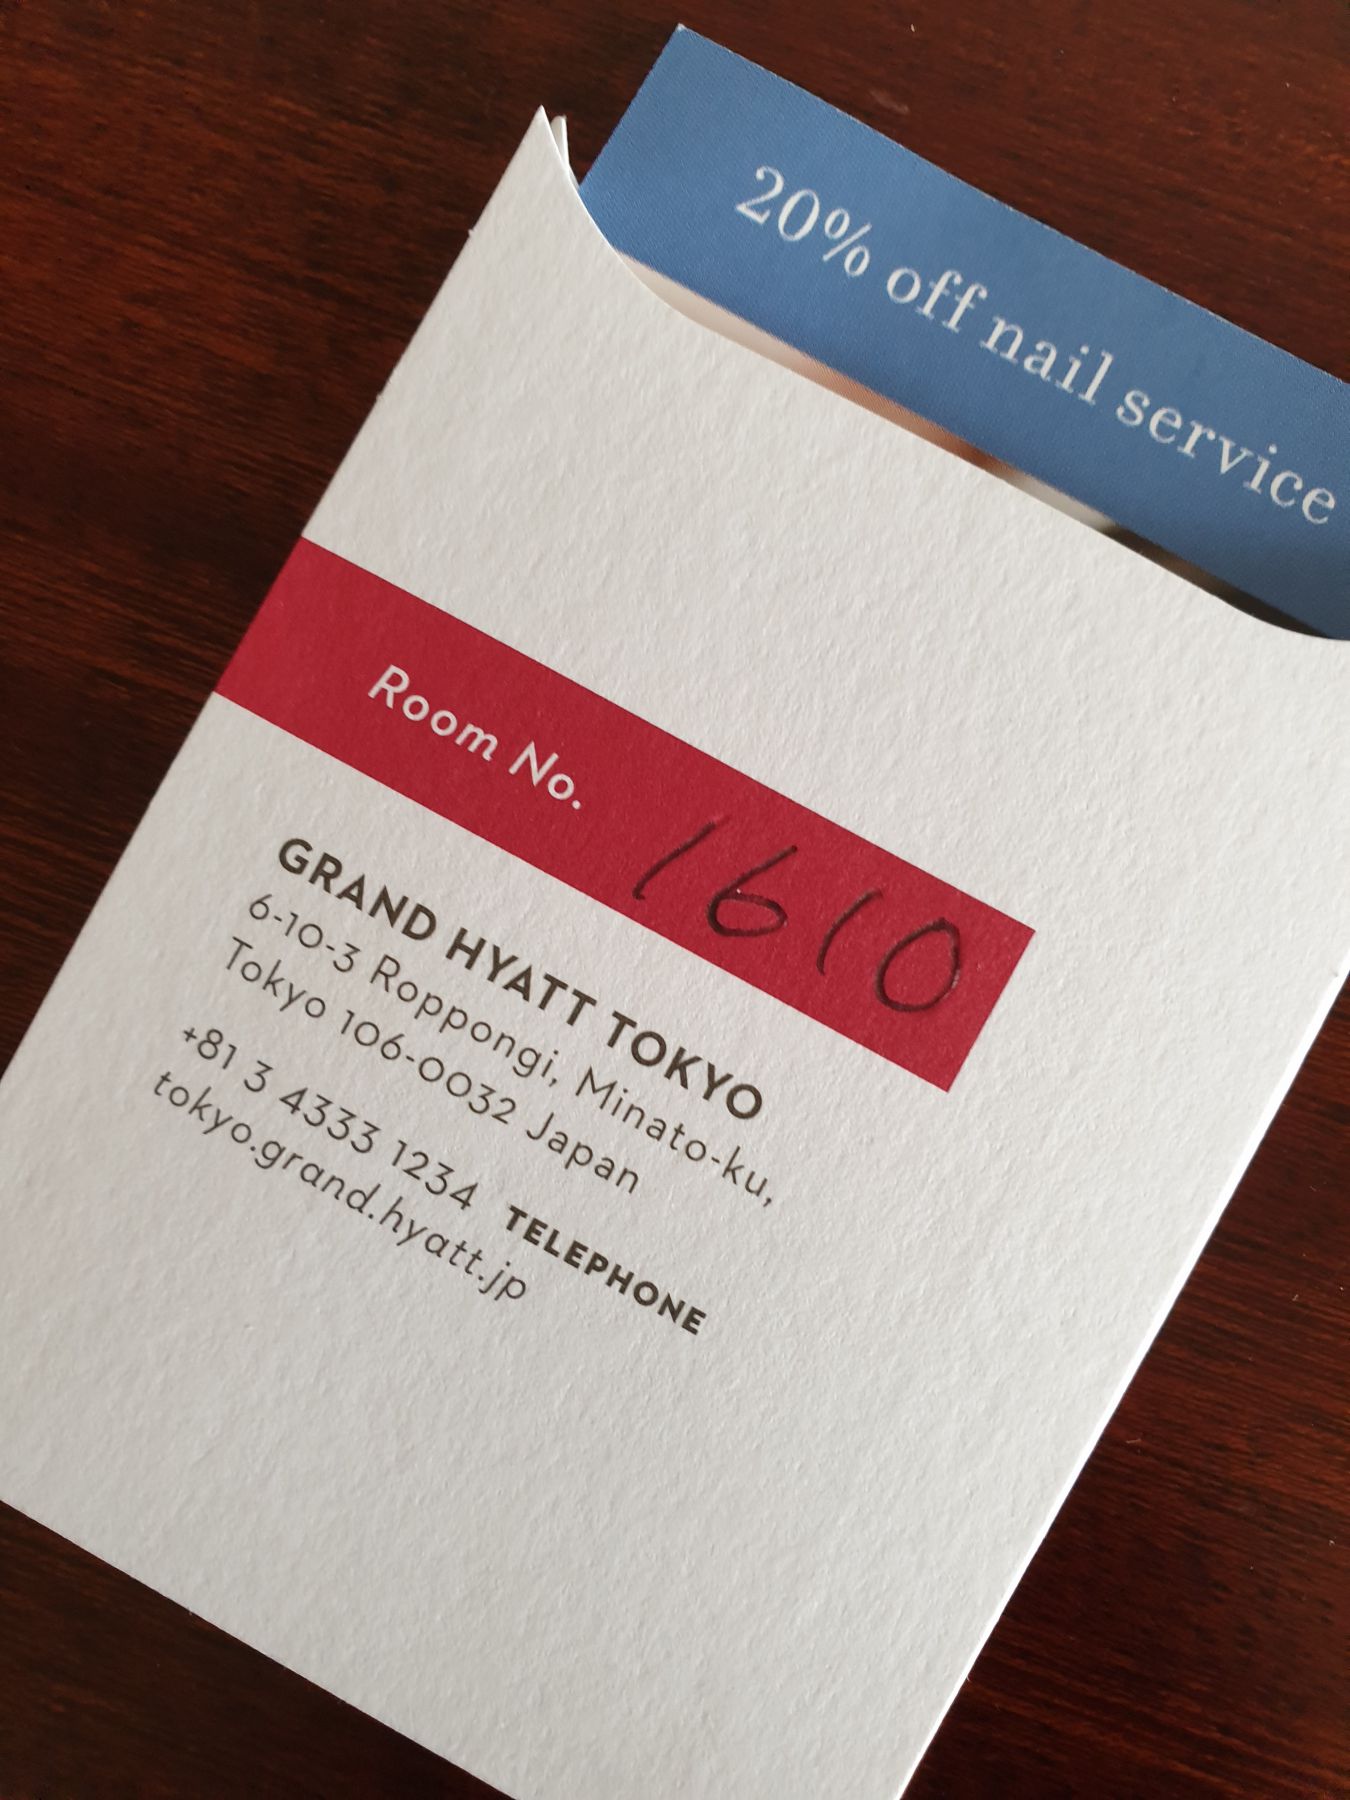 20% off nail service
Room No. 1610
GRAND HYATT TOKYO
6-10-3 Roppongi, Minato-ku,
Tokyo 106-0032 Japan
+81 3 4333 1234 TELEPHONE
tokyo.grand.hyatt.jp